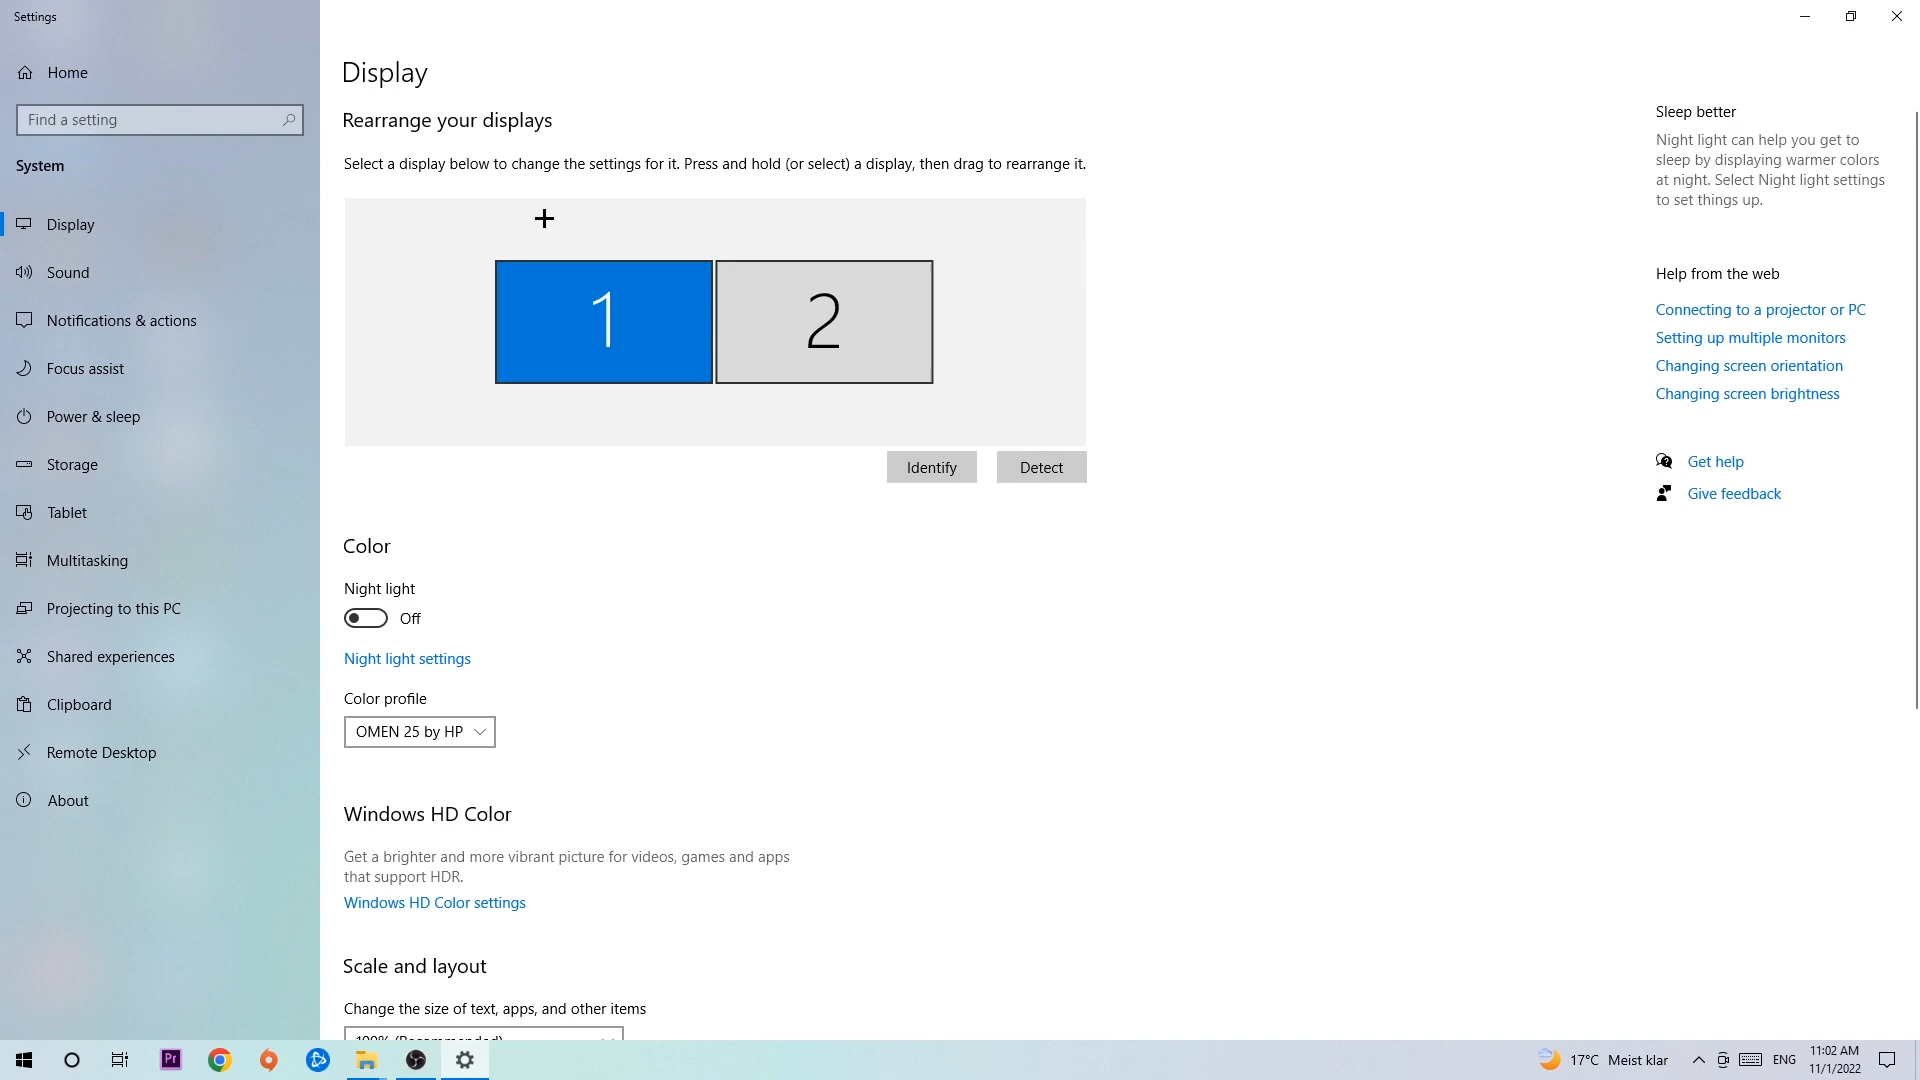 Settings
Home
Find a setting
System
Display
Sound
Notifications & actions
Focus assist
Power & sleep
Storage
Tablet
Multitasking
Projecting to this PC
Shared experiences
Clipboard
Remote Desktop
About
Display
Rearrange your displays
Select a display below to change the settings for it. Press and hold (or select) a display, then drag to rearrange it.
1
2
Identify
Detect
Color
Night light
Off
Night light settings
Color profile
OMEN 25 by HP
Windows HD Color
Get a brighter and more vibrant picture for videos, games and apps
that support HDR.
Windows HD Color settings
Scale and layout
Change the size of text, apps, and other items
100% (Recommended)
Sleep better
Night light can help you get to
sleep by displaying warmer colors
at night. Select Night light settings
to set things up.
Help from the web
Connecting to a projector or PC
Setting up multiple monitors
Changing screen orientation
Changing screen brightness
Get help
Give feedback
Pr
17°C Meist klar
ENG
11:02 AM
11/1/2022